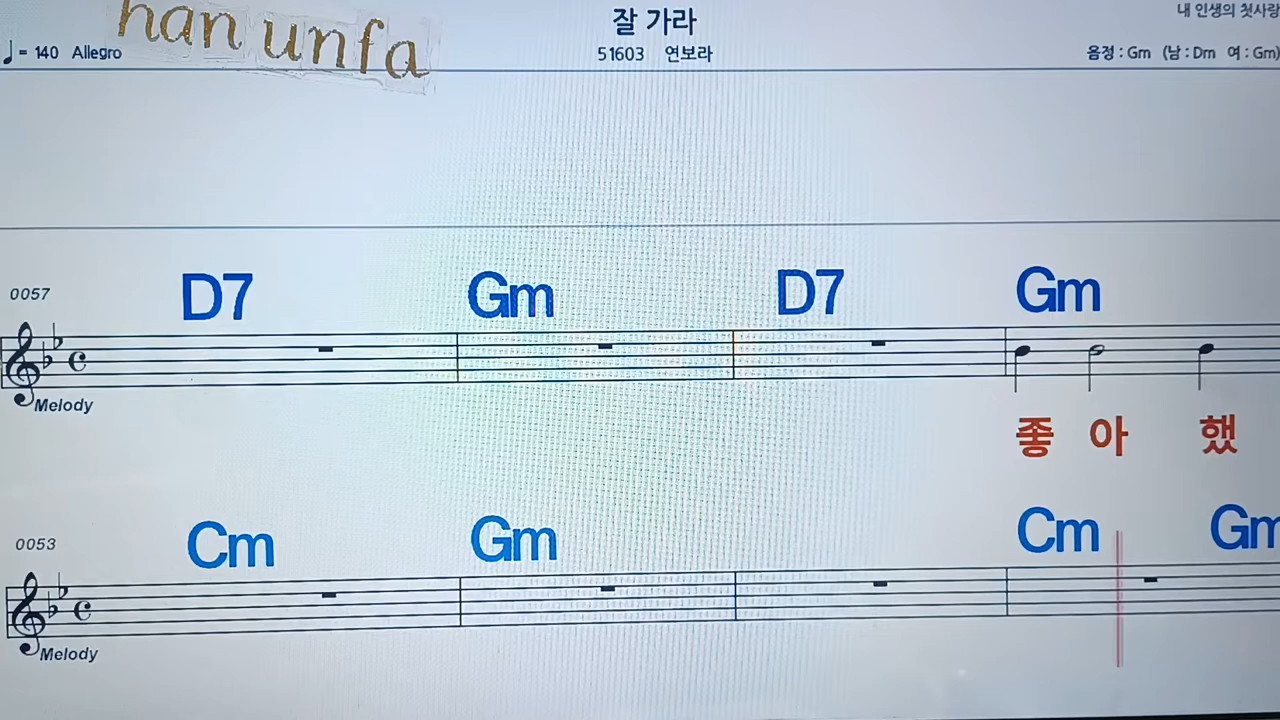 han unfa
잘 가라
내 인생의 첫사랑
♩= 140 Allegro
51603 연보라
음정 : Gm (남 : Dm 여 : Gm)
D7 Gm D7 Gm
0057
Melody
좋 아 했
Cm Gm Cm Gm
0053
Melody